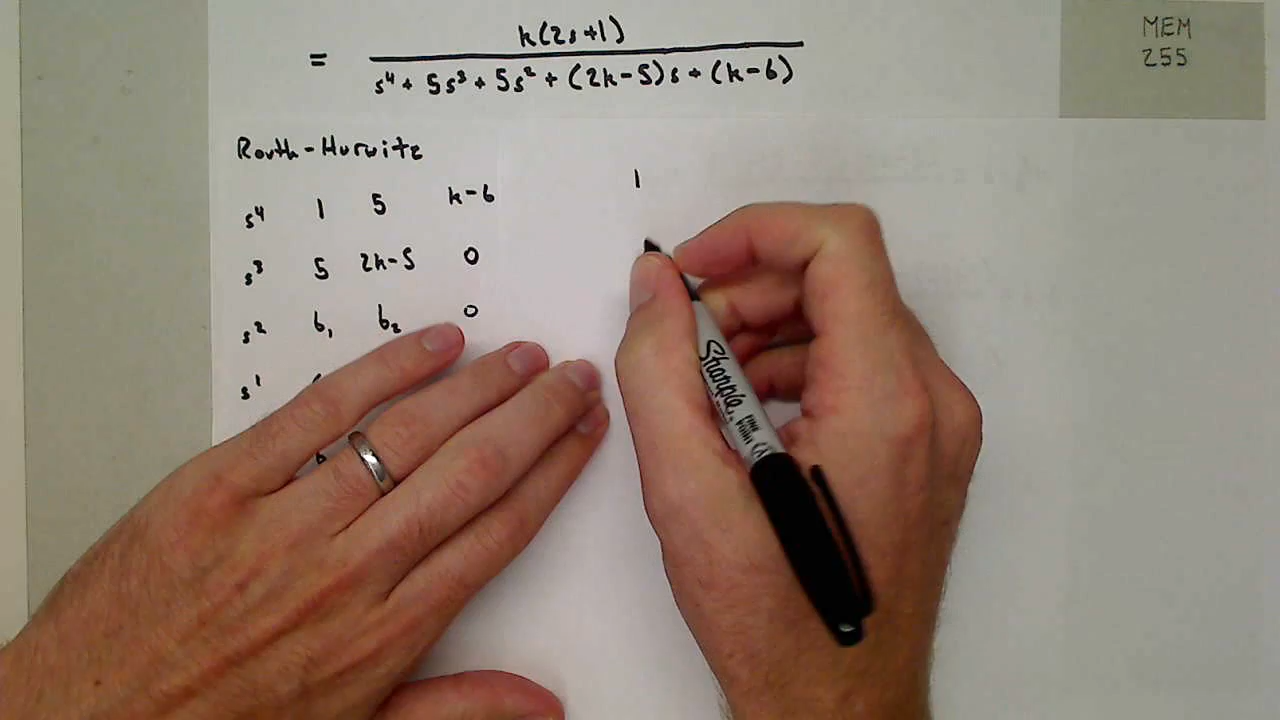 MEM
255
k(2s+1)
=
s⁴ + 5s³ + 5s² + (2k-5)s + (k-6)
Routh-Hurwitz
s⁴ 1 5 k-6
1
s³ 5 2k-5 0
s² b₁ b₂ 0
s¹
Sharpie